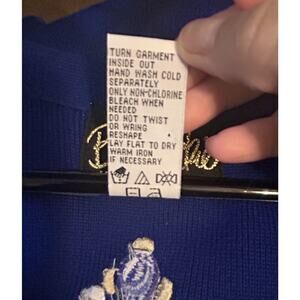 TURN GARMENT
INSIDE OUT
HAND WASH COLD
SEPARATELY
ONLY NON-CHLORINE
BLEACH WHEN
NEEDED
DO NOT TWIST
OR WRING
RESHAPE
LAY FLAT TO DRY
WARM IRON
IF NECESSARY